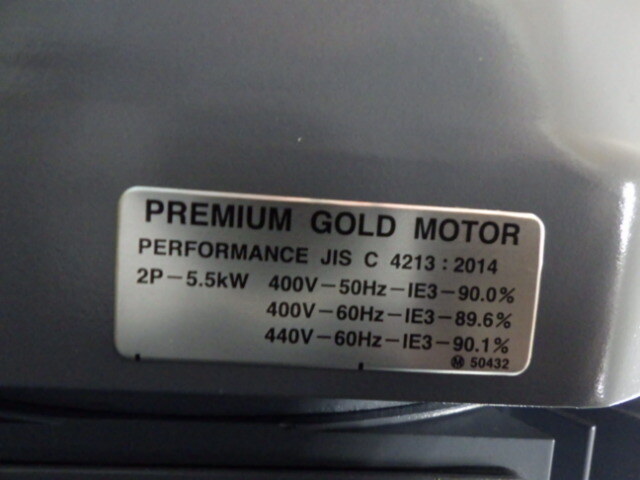 PREMIUM GOLD MOTOR
PERFORMANCE JIS C 4213 : 2014
2P-5.5kW 400V-50Hz-IE3-90.0%
400V-60Hz-IE3-89.6%
440V-60Hz-IE3-90.1%
Ⓜ 50432